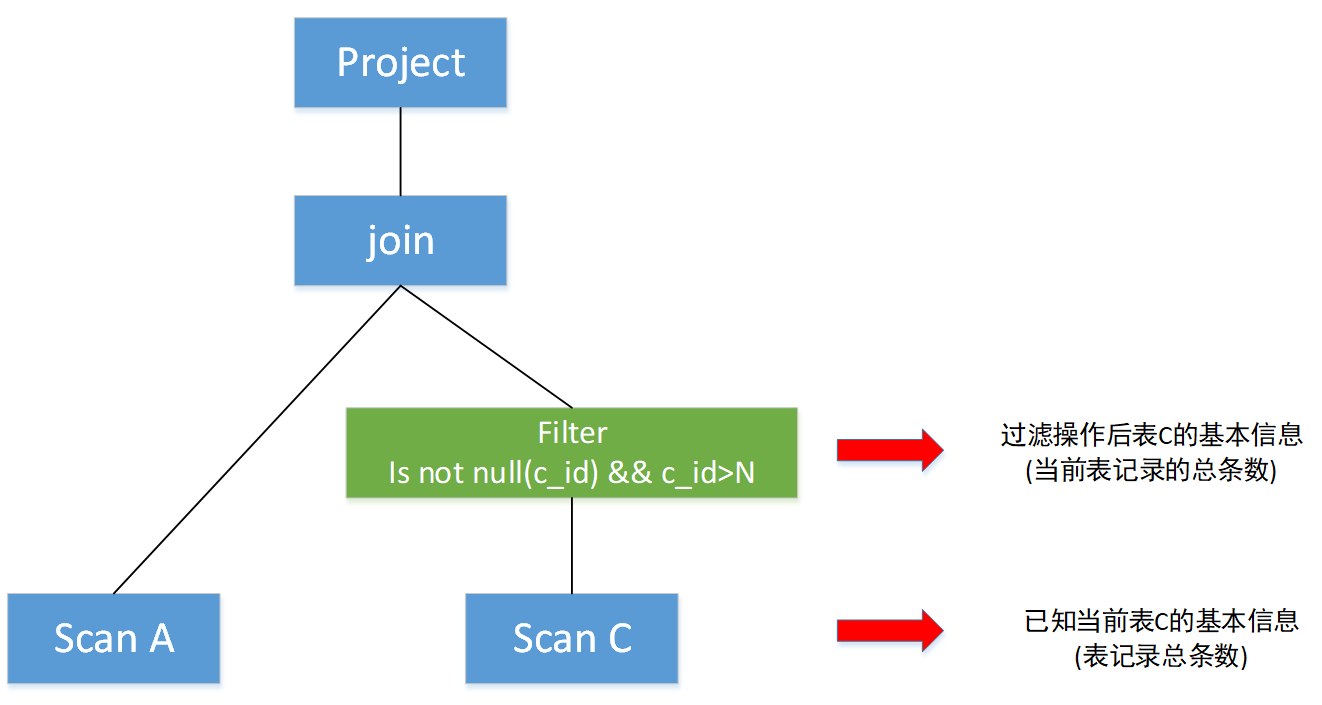 Project
join
Filter
Is not null(c_id) && c_id>N
过滤操作后表C的基本信息
(当前表记录的总条数)
Scan A
Scan C
已知当前表C的基本信息
(表记录总条数)